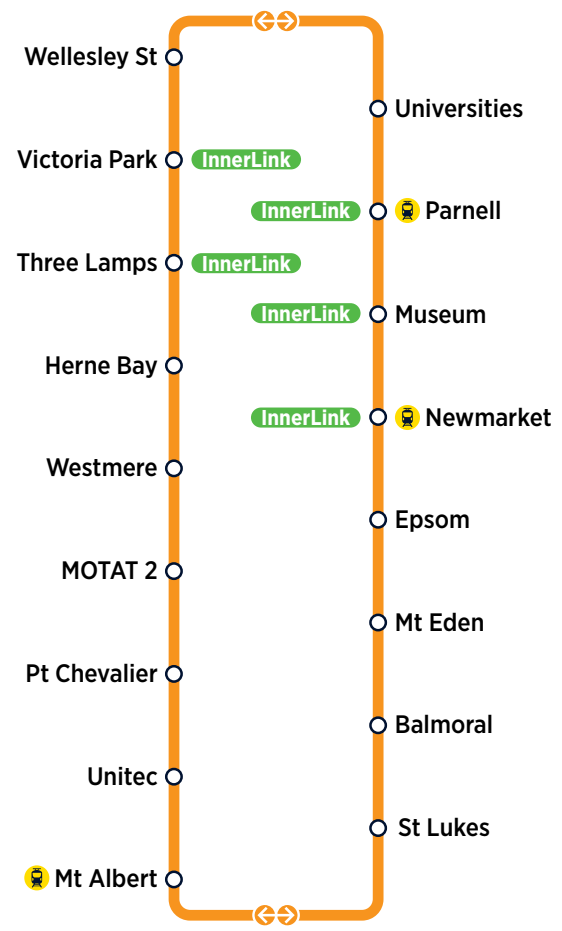 Wellesley St
Universities
Victoria Park InnerLink
InnerLink Parnell
Three Lamps InnerLink
InnerLink Museum
Herne Bay
InnerLink Newmarket
Westmere
Epsom
MOTAT 2
Mt Eden
Pt Chevalier
Balmoral
Unitec
St Lukes
Mt Albert